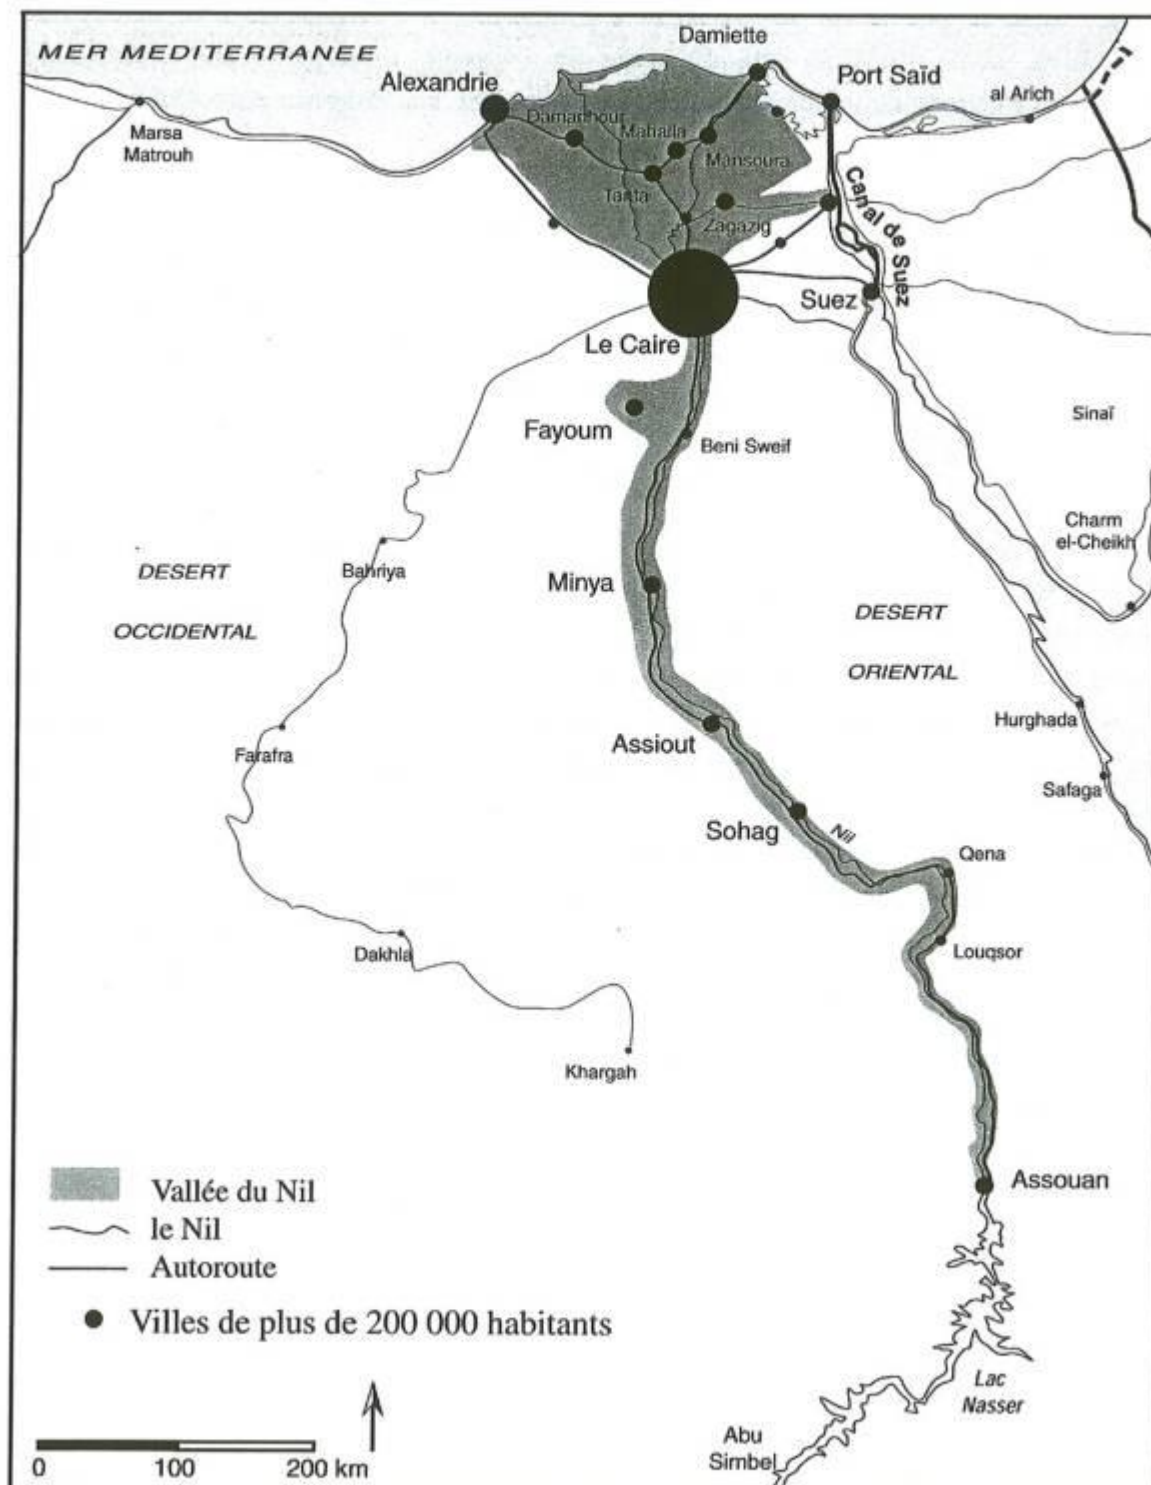 MER MEDITERRANEE
Damiette
Alexandrie
Port Saïd
al Arich
Marsa
Matrouh
Damanhour
Mahalla
Mansoura
Tanta
Zagazig
Canal de Suez
Suez
Le Caire
Fayoum
Beni Sweif
Sinaï
Charm
el-Cheikh
DESERT
OCCIDENTAL
Bahriya
Minya
DESERT
ORIENTAL
Hurghada
Farafra
Assiout
Safaga
Sohag
Nil
Qena
Dakhla
Louqsor
Khargah
Assouan
Vallée du Nil
le Nil
Autoroute
Villes de plus de 200 000 habitants
Lac
Nasser
Abu
Simbel
0 100 200 km